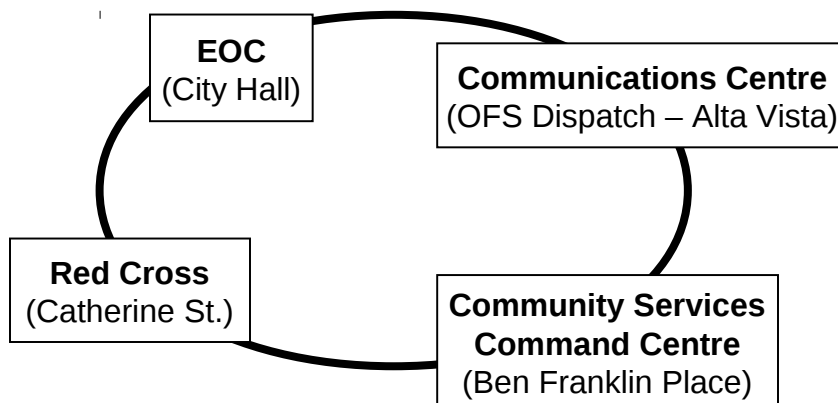 EOC
(City Hall)
Communications Centre
(OFS Dispatch – Alta Vista)
Red Cross
(Catherine St.)
Community Services
Command Centre
(Ben Franklin Place)